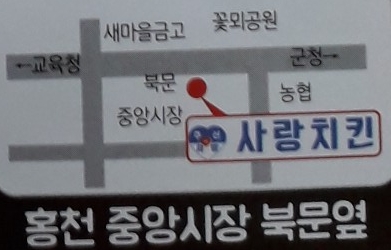 새마을금고
꽃뫼공원
←교육청
군청→
북문
농협
중앙시장
사랑치킨
홍천 중앙시장 북문옆